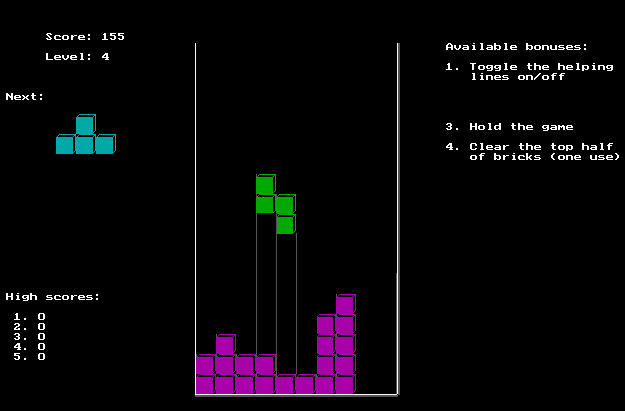 Score: 155
Level: 4
Next:
High scores:
1. 0
2. 0
3. 0
4. 0
5. 0
Available bonuses:
1. Toggle the helping
lines on/off
3. Hold the game
4. Clear the top half
of bricks (one use)